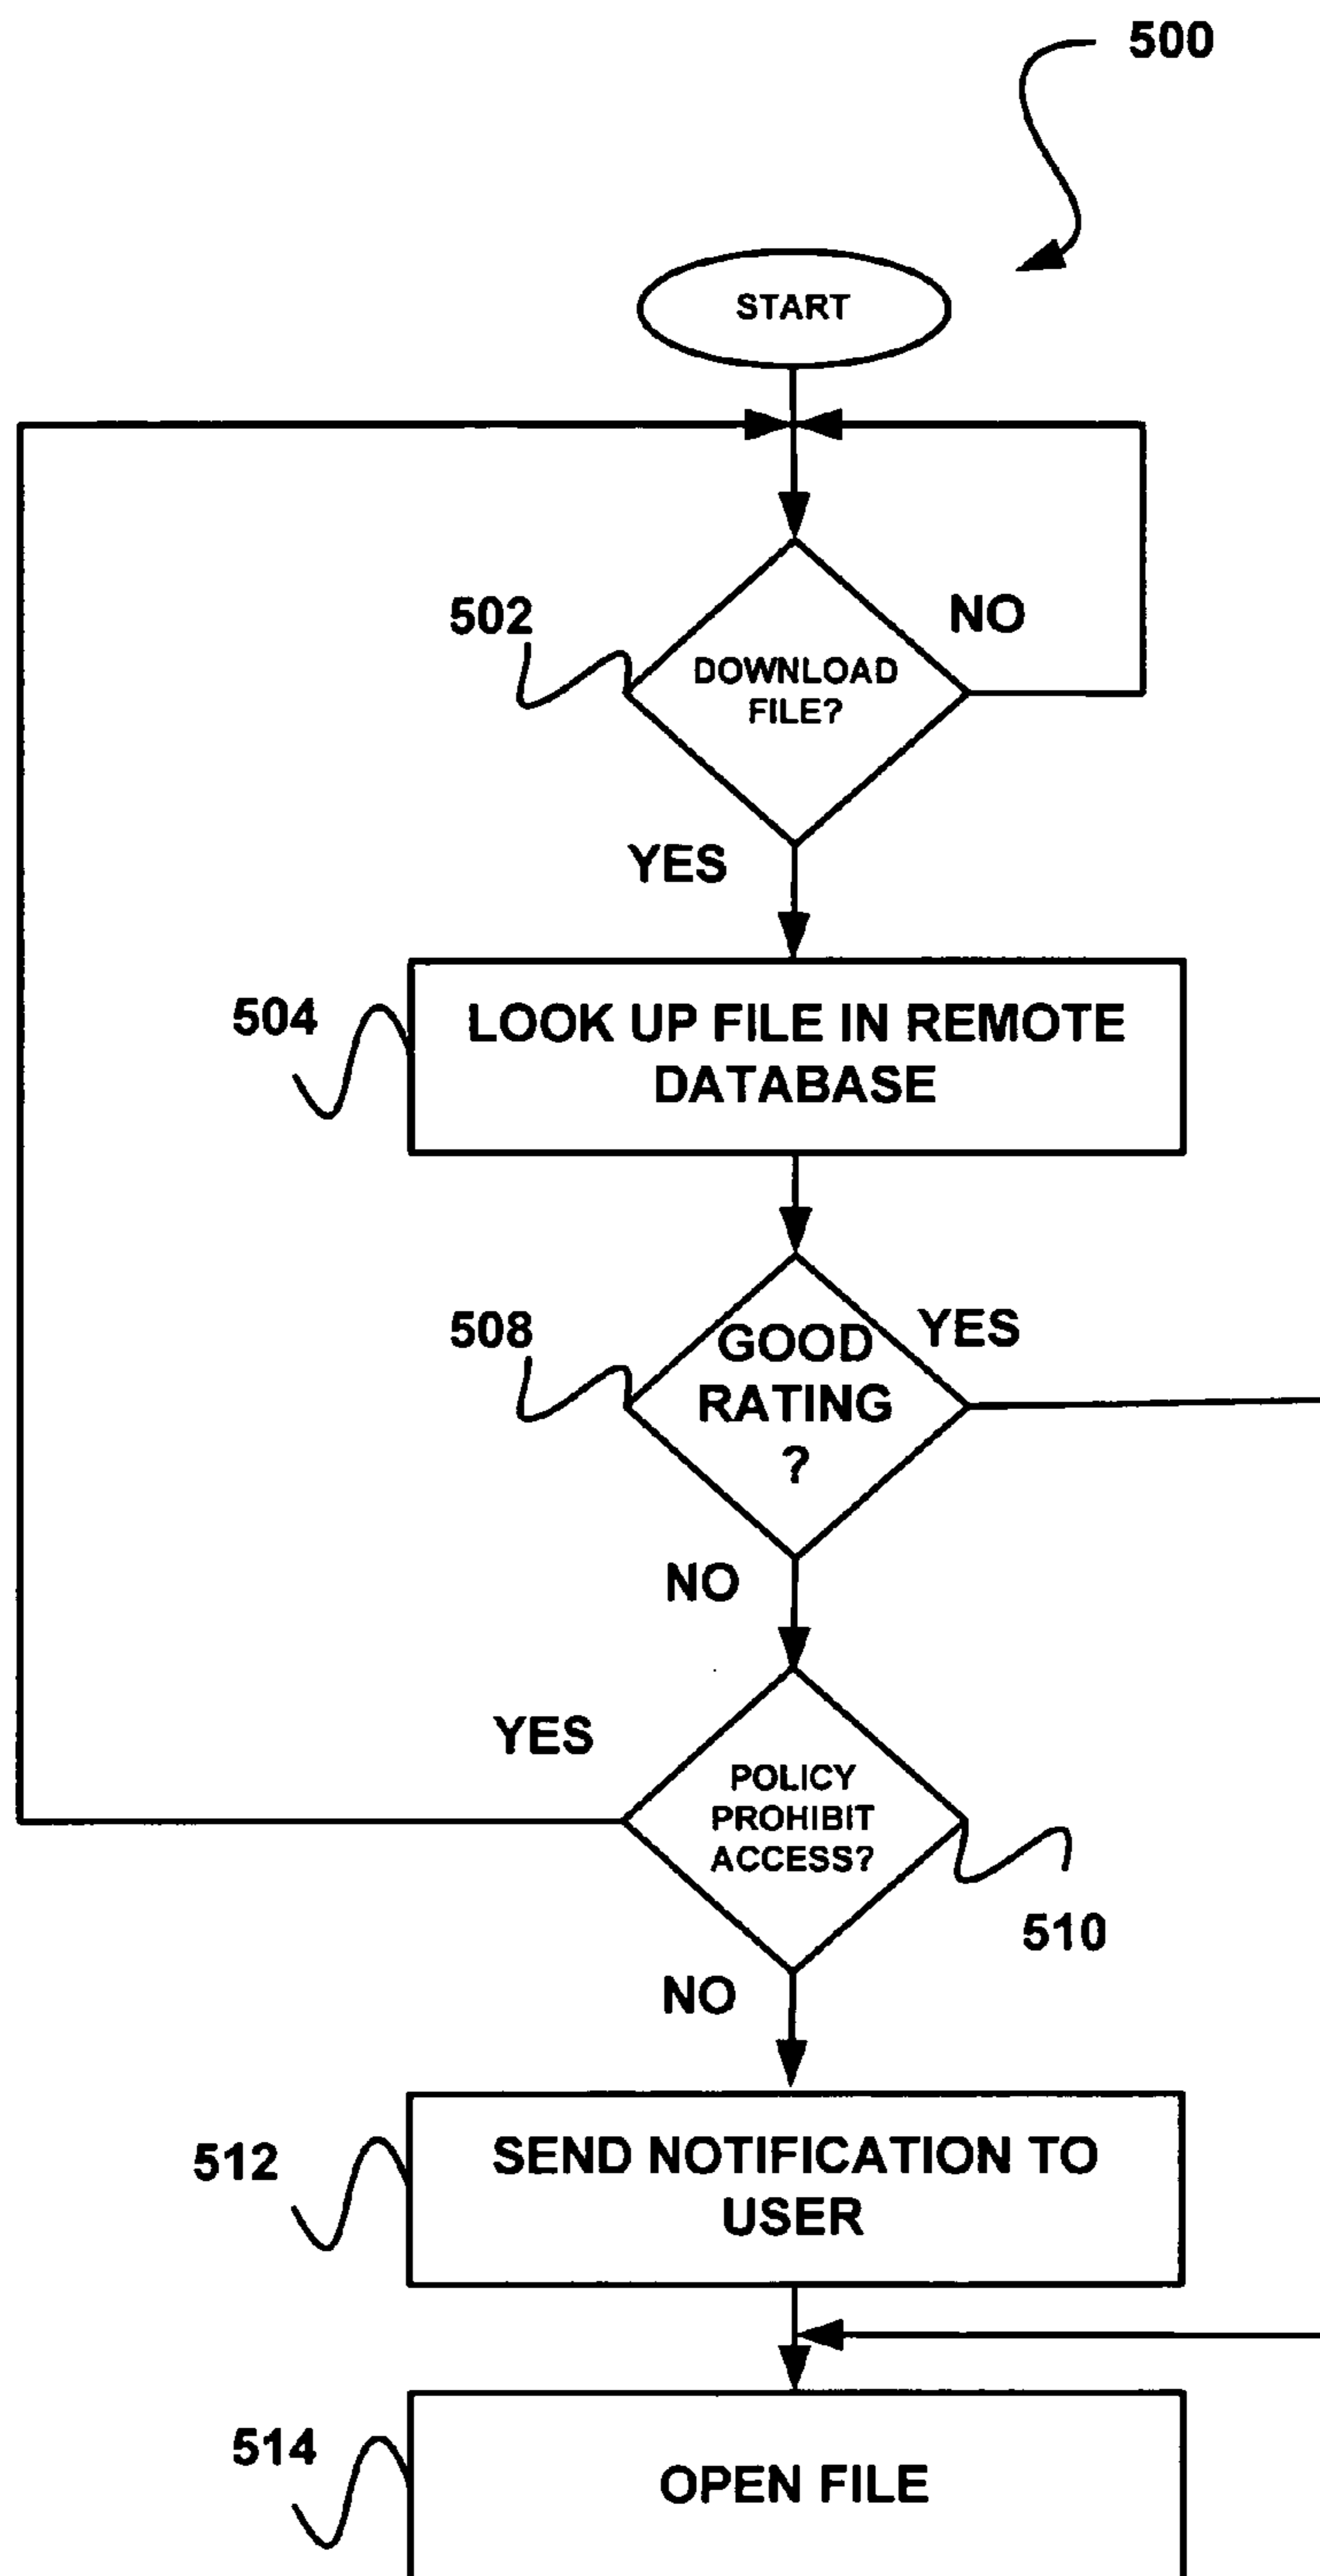 500
START
502
NO
DOWNLOAD
FILE?
YES
504
LOOK UP FILE IN REMOTE
DATABASE
508
YES
GOOD
RATING
?
NO
YES
POLICY
PROHIBIT
ACCESS?
510
NO
512
SEND NOTIFICATION TO
USER
514
OPEN FILE